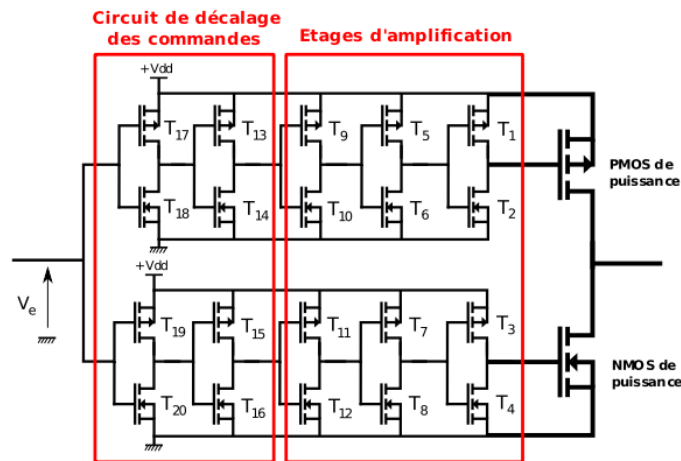 Circuit de décalage
des commandes
Etages d'amplification
+Vdd
T17
T13
T9
T5
T1
PMOS de
puissance
T18
T14
T10
T6
T2
+Vdd
Ve
T19
T15
T11
T7
T3
NMOS de
puissance
T20
T16
T12
T8
T4